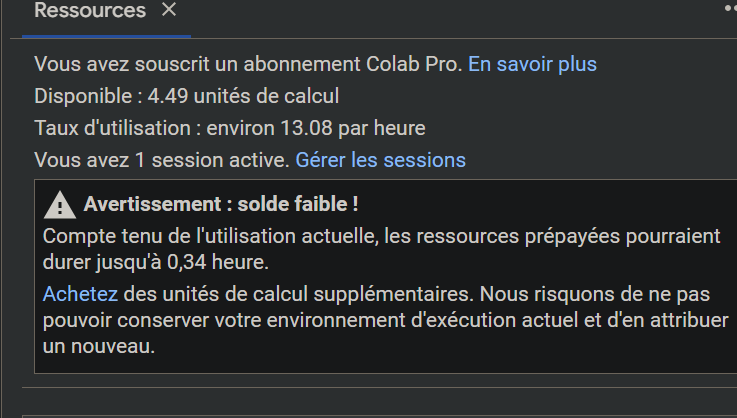 Ressources
Vous avez souscrit un abonnement Colab Pro. En savoir plus
Disponible : 4.49 unités de calcul
Taux d'utilisation : environ 13.08 par heure
Vous avez 1 session active. Gérer les sessions
Avertissement : solde faible !
Compte tenu de l'utilisation actuelle, les ressources prépayées pourraient
durer jusqu'à 0,34 heure.
Achetez des unités de calcul supplémentaires. Nous risquons de ne pas
pouvoir conserver votre environnement d'exécution actuel et d'en attribuer
un nouveau.